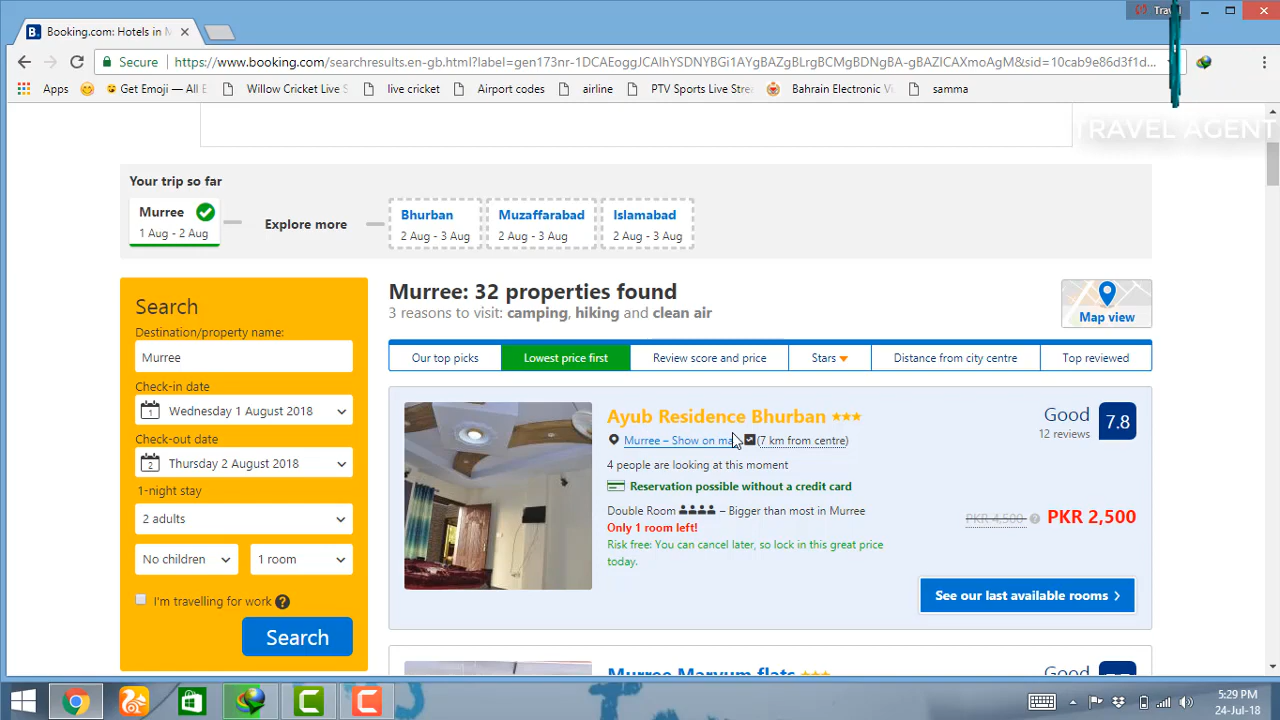 Travel
Booking.com: Hotels in M
Secure
https://www.booking.com/searchresults.en-gb.html?label=gen173nr-1DCAEoggJCAlhYSDNYBGi1AYgBAZgBLrgBCMgBDNgBA-gBAZICAXmoAgM&sid=10cab9e86d3f1d...
Apps
Get Emoji — All E
Willow Cricket Live S
live cricket
Airport codes
airline
PTV Sports Live Stre
Bahrain Electronic Vi
samma
TRAVEL AGENT
Your trip so far
Murree
1 Aug - 2 Aug
Explore more
Bhurban
2 Aug - 3 Aug
Muzaffarabad
2 Aug - 3 Aug
Islamabad
2 Aug - 3 Aug
Search
Destination/property name:
Murree
Check-in date
1
Wednesday 1 August 2018
Check-out date
2
Thursday 2 August 2018
1-night stay
2 adults
No children
1 room
I'm travelling for work ?
Search
Murree: 32 properties found
3 reasons to visit: camping, hiking and clean air
Map view
Our top picks
Lowest price first
Review score and price
Stars
Distance from city centre
Top reviewed
Ayub Residence Bhurban
Murree – Show on ma
(7 km from centre)
4 people are looking at this moment
Reservation possible without a credit card
Double Room – Bigger than most in Murree
Only 1 room left!
Risk free: You can cancel later, so lock in this great price
today.
Good
12 reviews
7.8
PKR 4,500 ? PKR 2,500
See our last available rooms
Murree Maryum flats
Good
5:29 PM
24-Jul-18